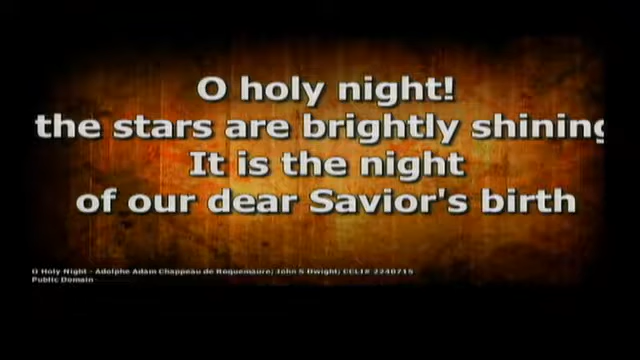 O holy night!
the stars are brightly shining
It is the night
of our dear Savior's birth
O Holy Night - Adolphe Adam Chappeau de Roquemaure; John S Dwight; CCLI# 2240715
Public Domain